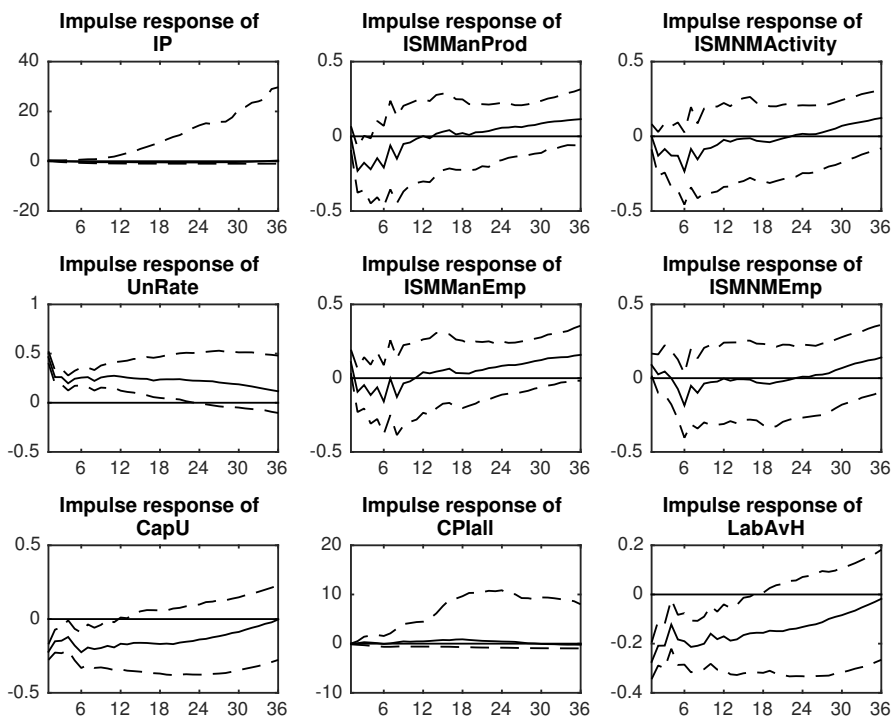 Impulse response of
IP
40
20
0
-20
6 12 18 24 30 36
Impulse response of
ISMManProd
0.5
0
-0.5
6 12 18 24 30 36
Impulse response of
ISMNMActivity
0.5
0
-0.5
6 12 18 24 30 36
Impulse response of
UnRate
1
0.5
0
-0.5
6 12 18 24 30 36
Impulse response of
ISMManEmp
0.5
0
-0.5
6 12 18 24 30 36
Impulse response of
ISMNMEmp
0.5
0
-0.5
6 12 18 24 30 36
Impulse response of
CapU
0.5
0
-0.5
6 12 18 24 30 36
Impulse response of
CPIall
20
10
0
-10
6 12 18 24 30 36
Impulse response of
LabAvH
0.2
0
-0.2
-0.4
6 12 18 24 30 36